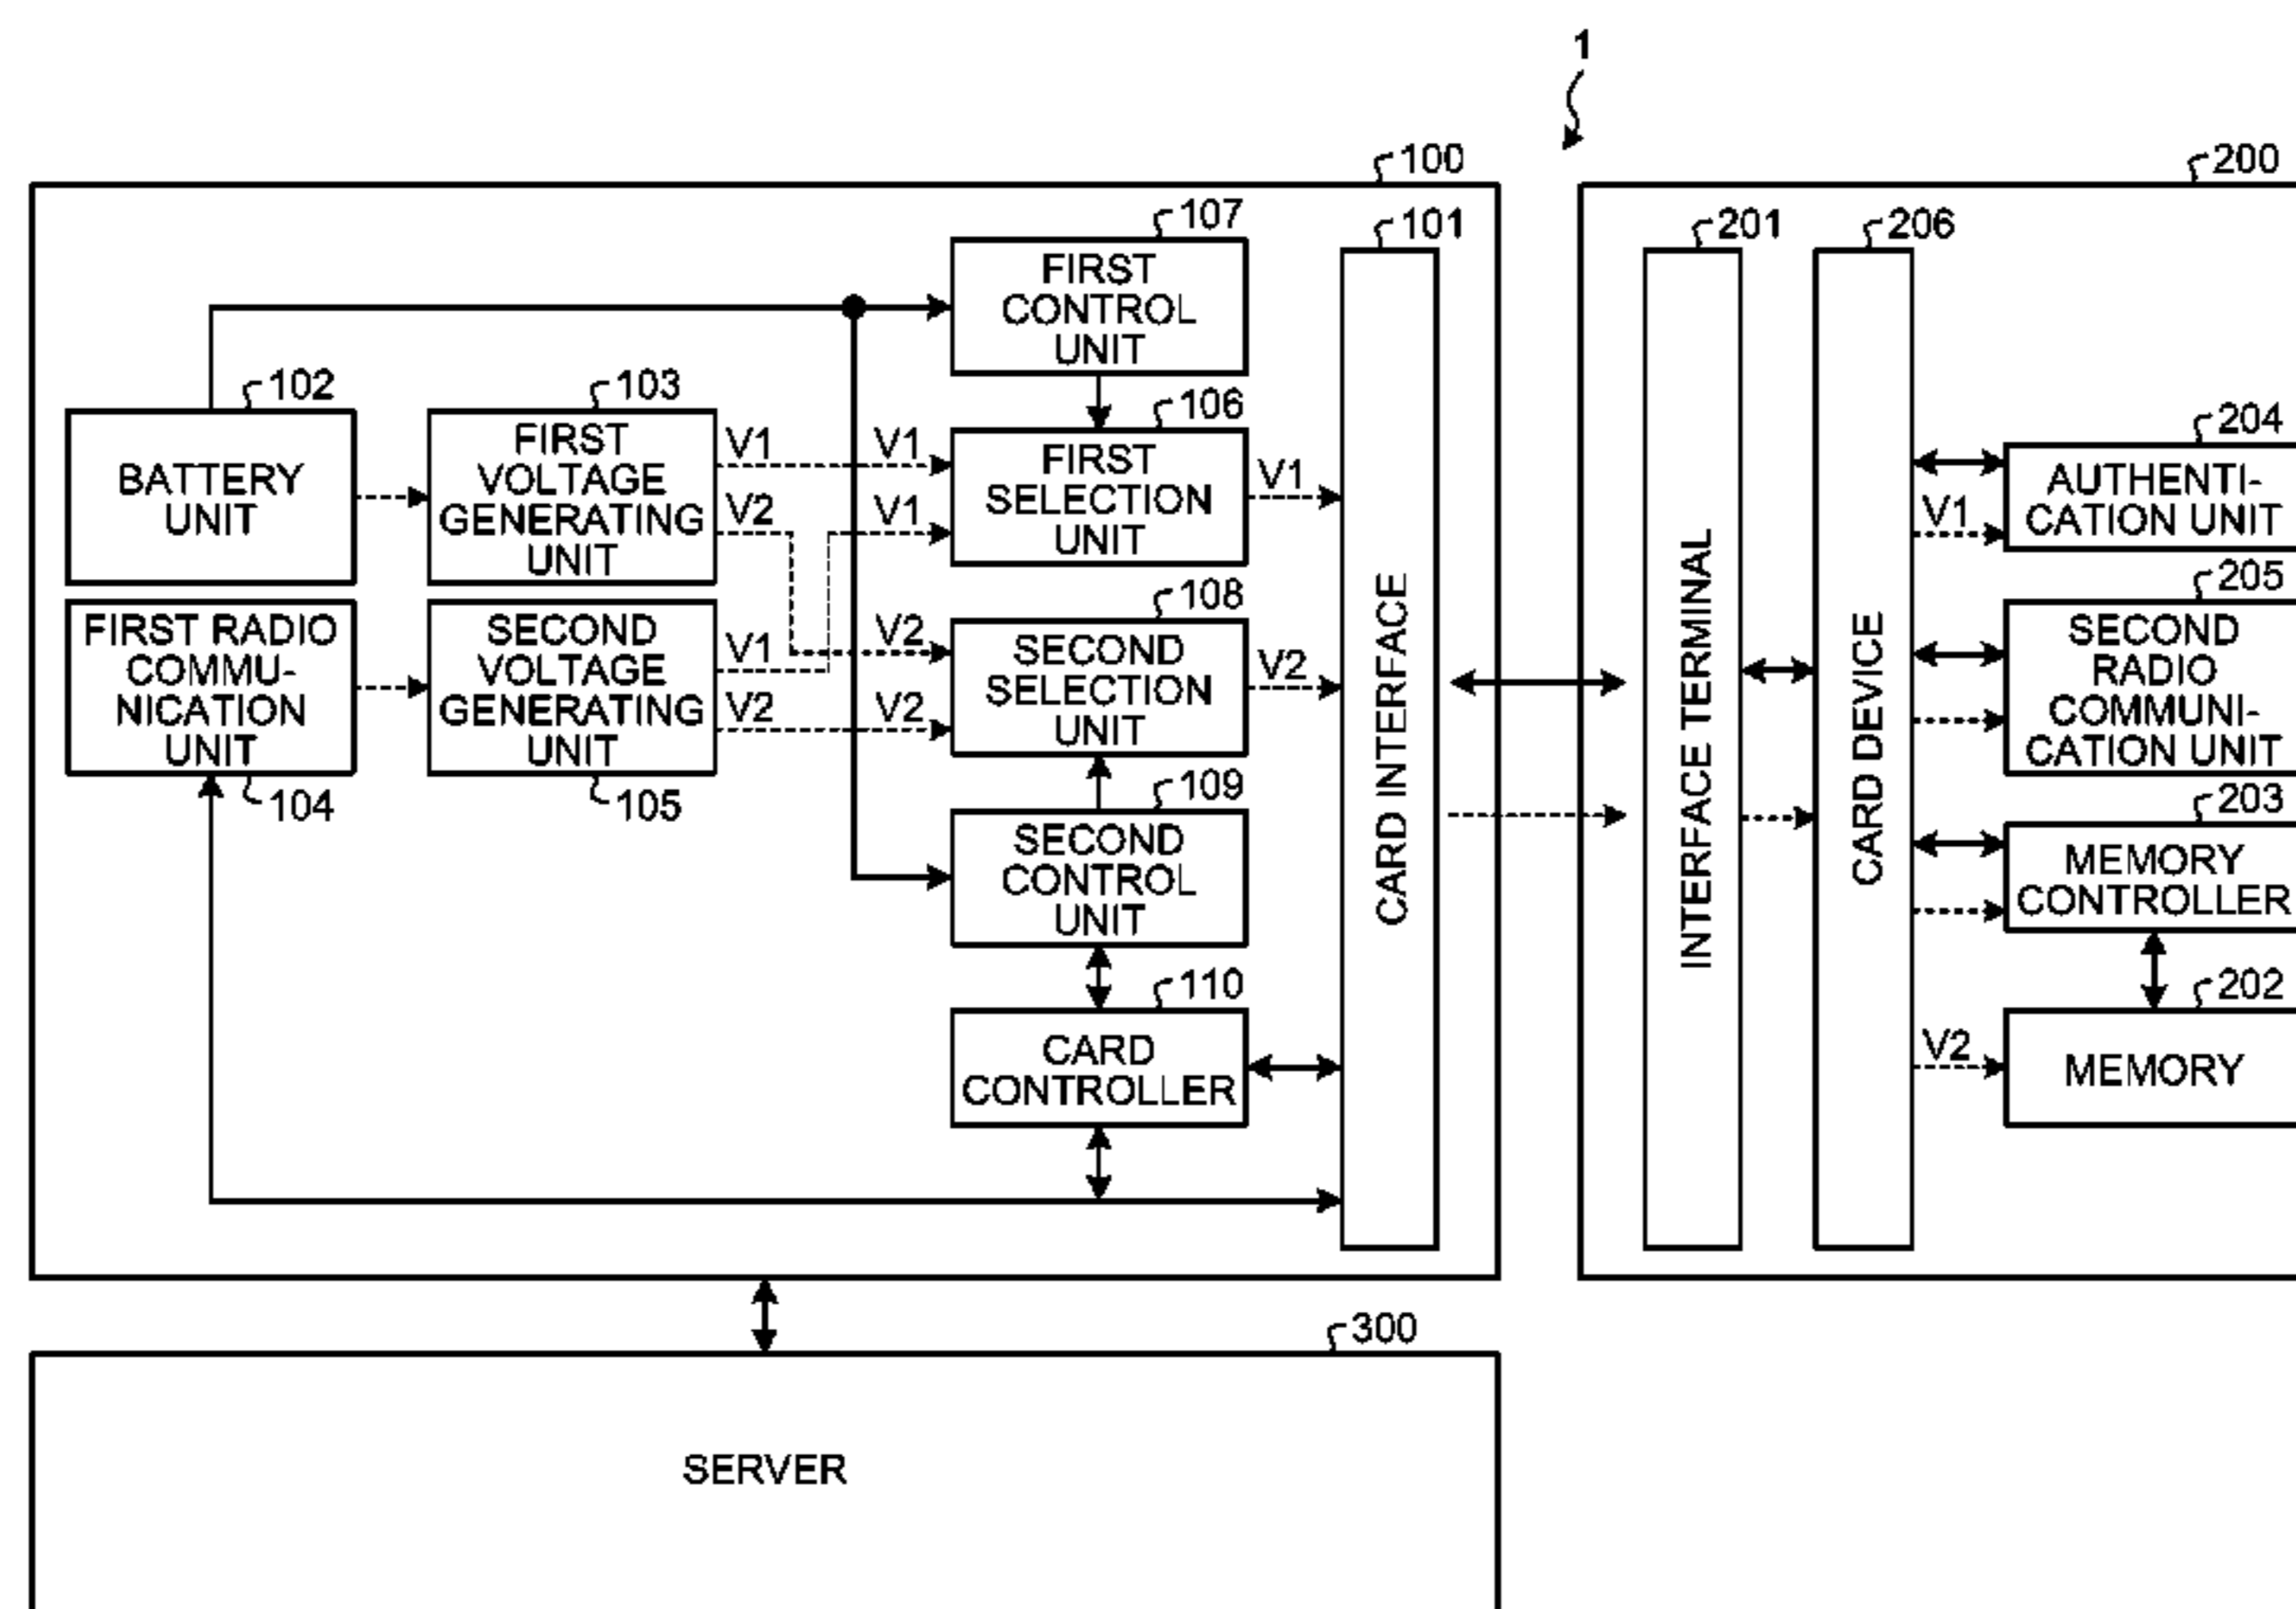 1
100
200
107
101
201
206
FIRST
CONTROL
UNIT
102
103
106
204
BATTERY
UNIT
FIRST
VOLTAGE
GENERATING
UNIT
V1
V1
V2
V1
FIRST
SELECTION
UNIT
V1
AUTHENTI-
CATION UNIT
V1
108
205
FIRST RADIO
COMMU-
NICATION
UNIT
104
SECOND
VOLTAGE
GENERATING
UNIT
105
V1
V2
V2
V2
SECOND
SELECTION
UNIT
V2
CARD INTERFACE
INTERFACE TERMINAL
CARD DEVICE
SECOND
RADIO
COMMUNI-
CATION UNIT
109
203
SECOND
CONTROL
UNIT
MEMORY
CONTROLLER
110
202
CARD
CONTROLLER
V2
MEMORY
300
SERVER